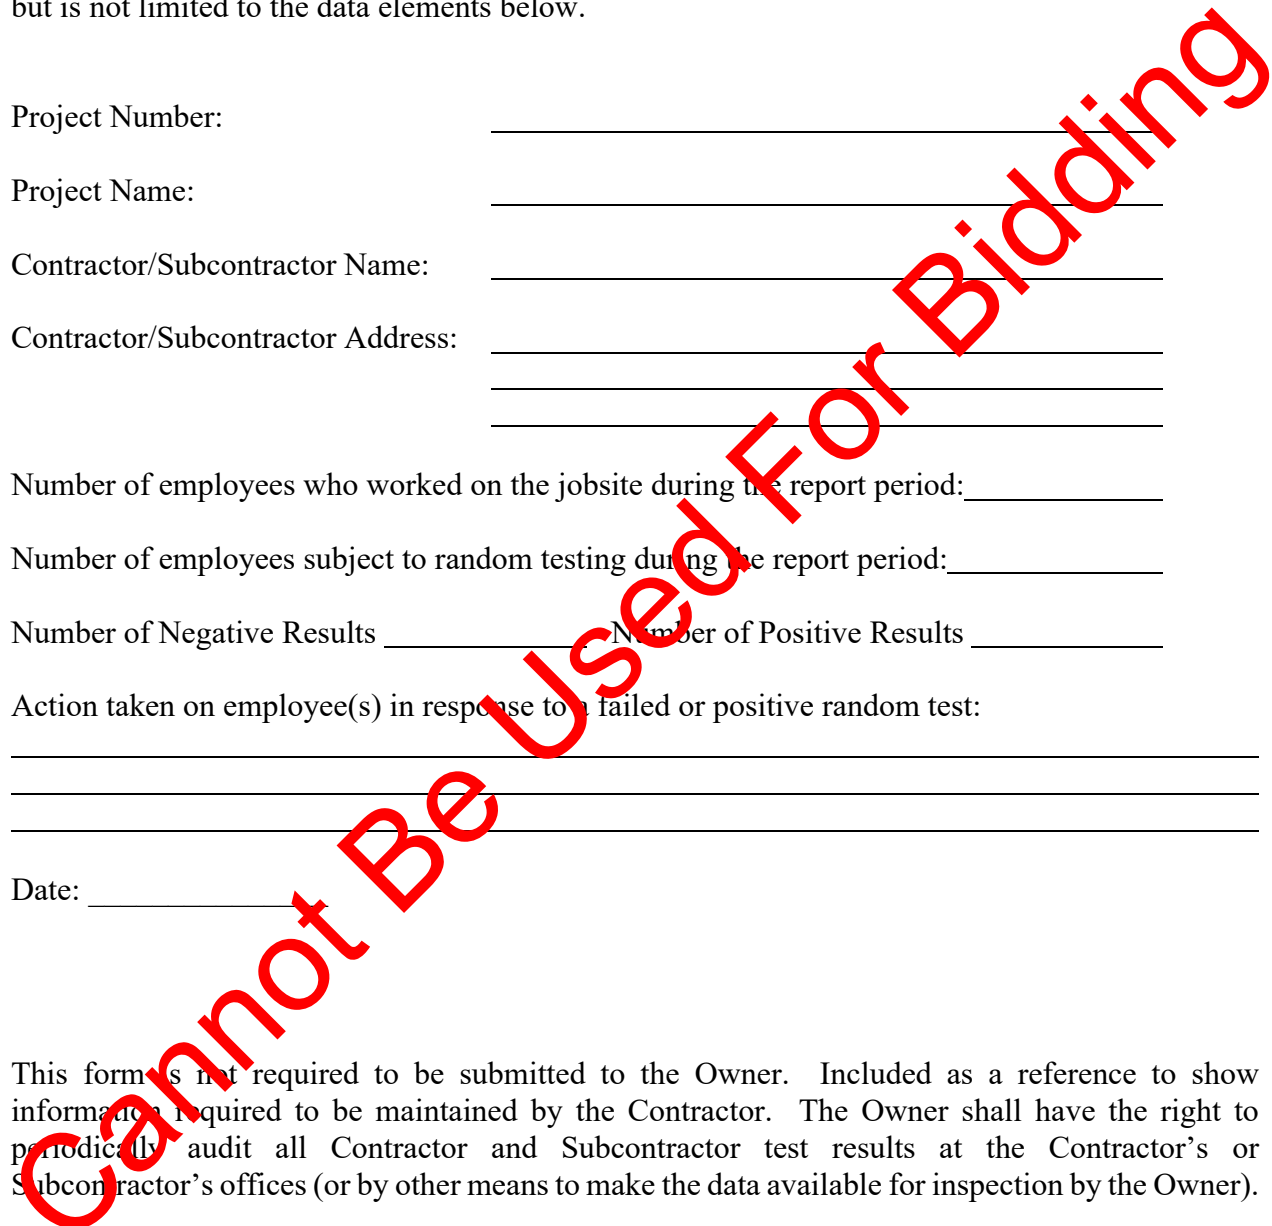 but is not limited to the data elements below.
Project Number:
Project Name:
Contractor/Subcontractor Name:
Contractor/Subcontractor Address:
Number of employees who worked on the jobsite during the report period:
Number of employees subject to random testing during the report period:
Number of Negative Results Number of Positive Results
Action taken on employee(s) in response to a failed or positive random test:
Date:
This form is not required to be submitted to the Owner. Included as a reference to show
information required to be maintained by the Contractor. The Owner shall have the right to
periodically audit all Contractor and Subcontractor test results at the Contractor’s or
Subcontractor’s offices (or by other means to make the data available for inspection by the Owner).
Cannot Be Used For Bidding